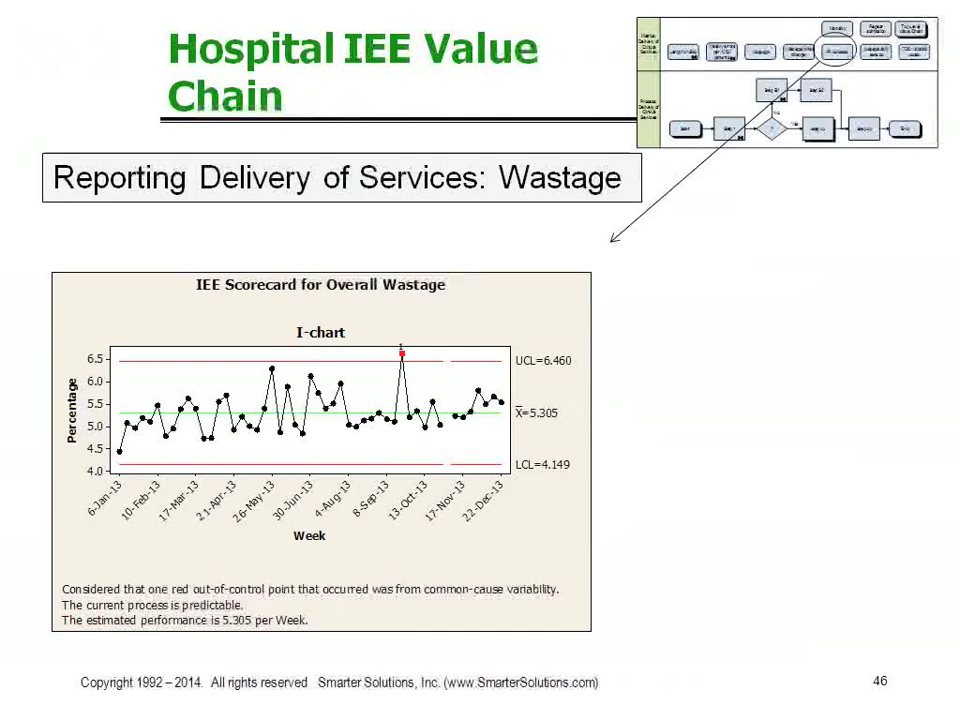 Hospital IEE Value
Chain
Reporting Delivery of Services: Wastage
IEE Scorecard for Overall Wastage
I-chart
1
6.5
6.0
5.5
5.0
4.5
4.0
Percentage
UCL=6.460
X=5.305
LCL=4.149
6-Jan-13
10-Feb-13
17-Mar-13
21-Apr-13
26-May-13
30-Jun-13
4-Aug-13
8-Sep-13
13-Oct-13
17-Nov-13
22-Dec-13
Week
Considered that one red out-of-control point that occurred was from common-cause variability.
The current process is predictable.
The estimated performance is 5.305 per Week.
Copyright 1992 – 2014. All rights reserved Smarter Solutions, Inc. (www.SmarterSolutions.com)
46